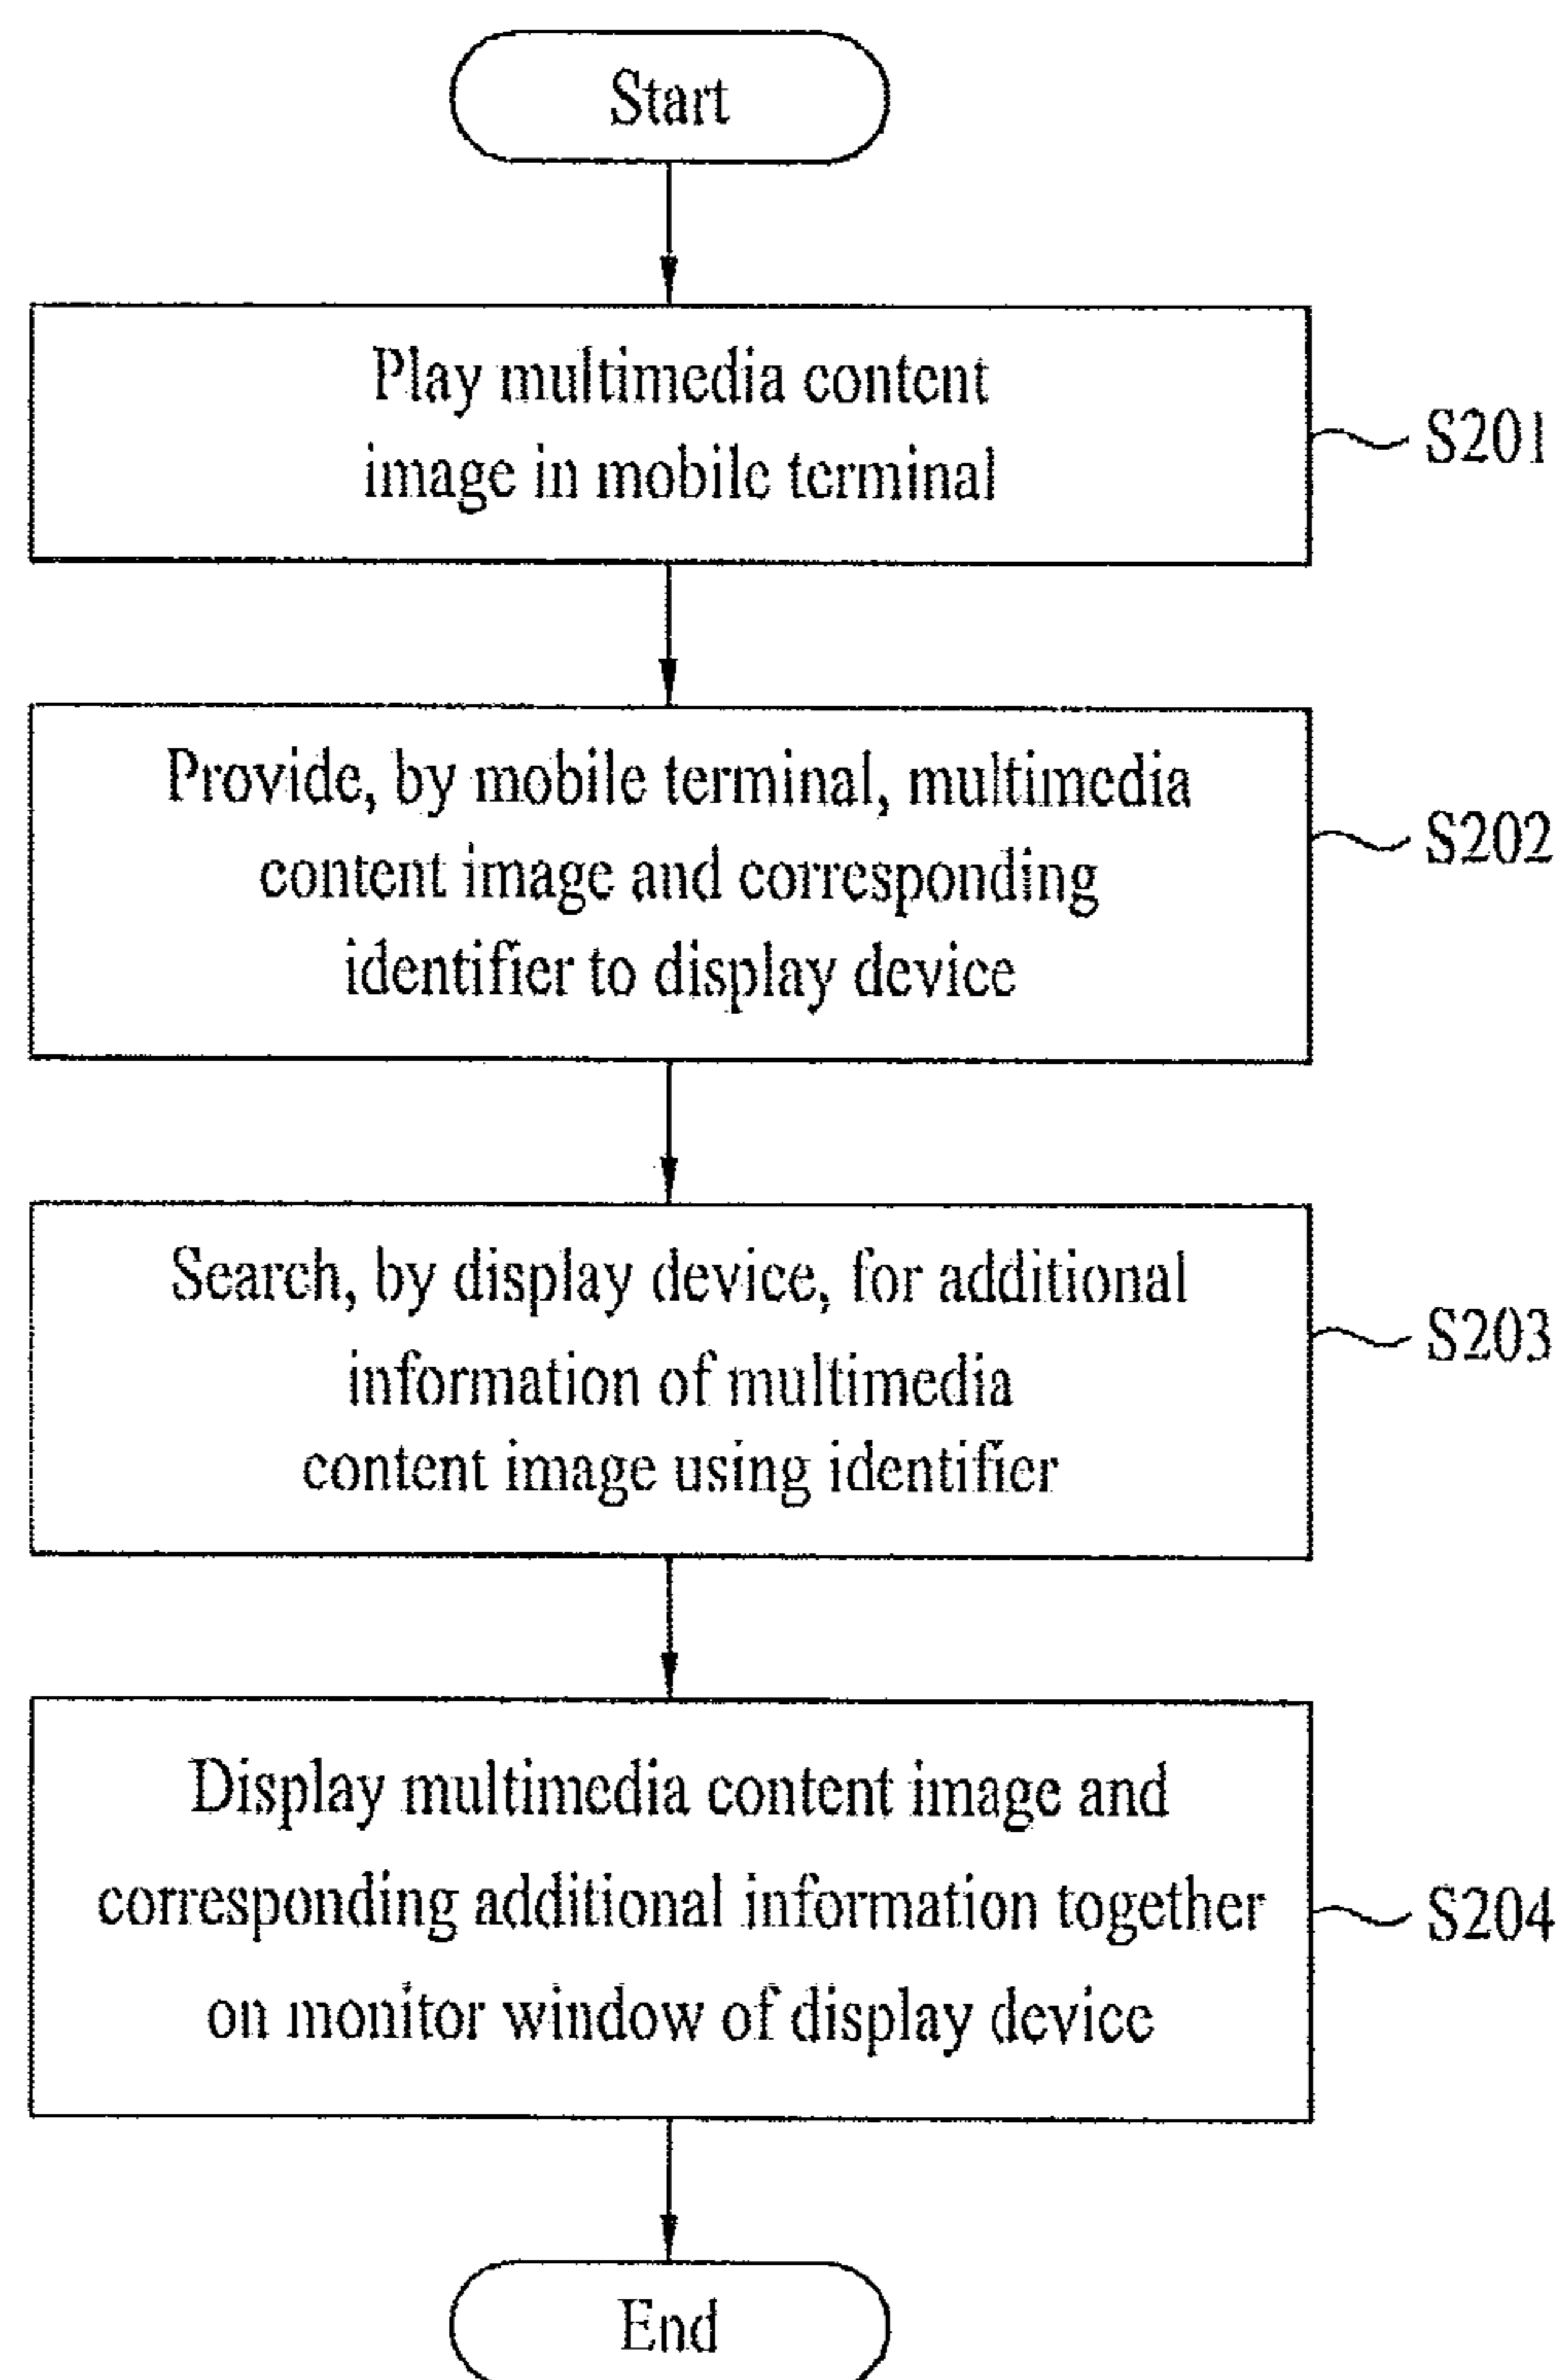 Start
Play multimedia content
image in mobile terminal
S201
Provide, by mobile terminal, multimedia
content image and corresponding
identifier to display device
S202
Search, by display device, for additional
information of multimedia
content image using identifier
S203
Display multimedia content image and
corresponding additional information together
on monitor window of display device
S204
End